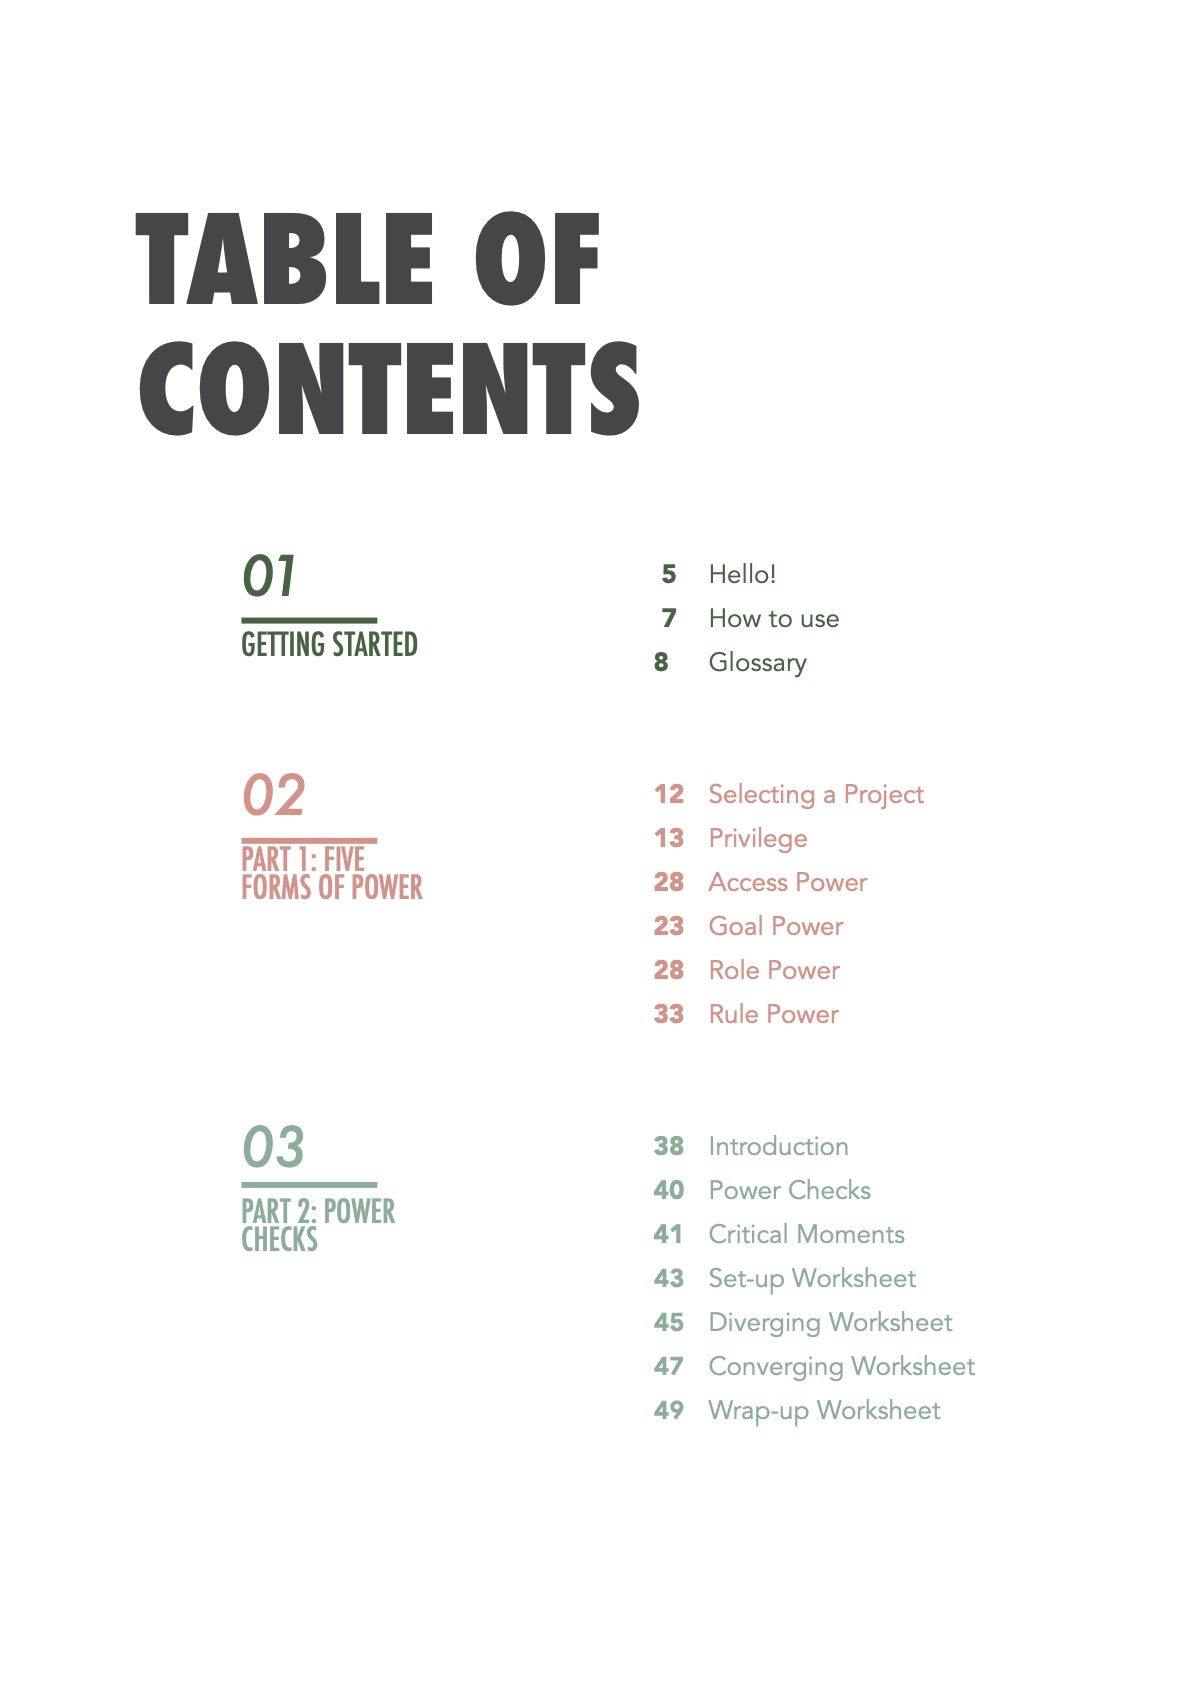 TABLE OF
CONTENTS
01
GETTING STARTED
5 Hello!
7 How to use
8 Glossary
02
PART 1: FIVE
FORMS OF POWER
12 Selecting a Project
13 Privilege
28 Access Power
23 Goal Power
28 Role Power
33 Rule Power
03
PART 2: POWER
CHECKS
38 Introduction
40 Power Checks
41 Critical Moments
43 Set-up Worksheet
45 Diverging Worksheet
47 Converging Worksheet
49 Wrap-up Worksheet